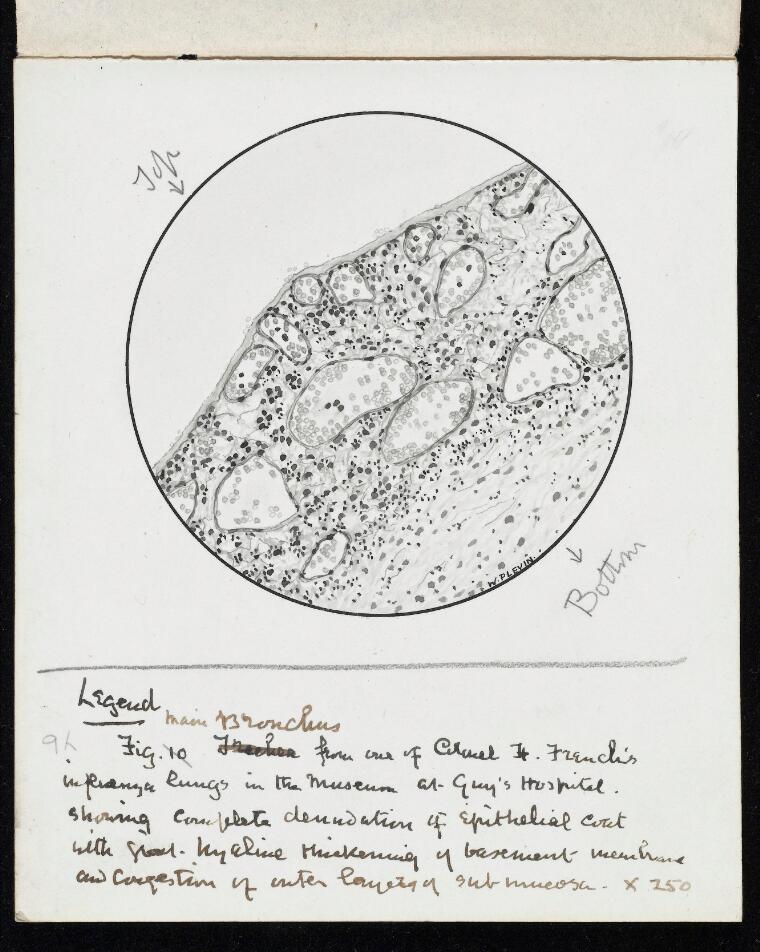 Top
W. PLEVIN.
Bottom
Legend
main Bronchus
Fig. 10 Trachea from one of Colonel H. French's
influenza lungs in the Museum at Guy's Hospital.
showing complete denudation of epithelial coat
with great hyaline thickening of basement membrane
and congestion of outer layers of submucosa. × 250